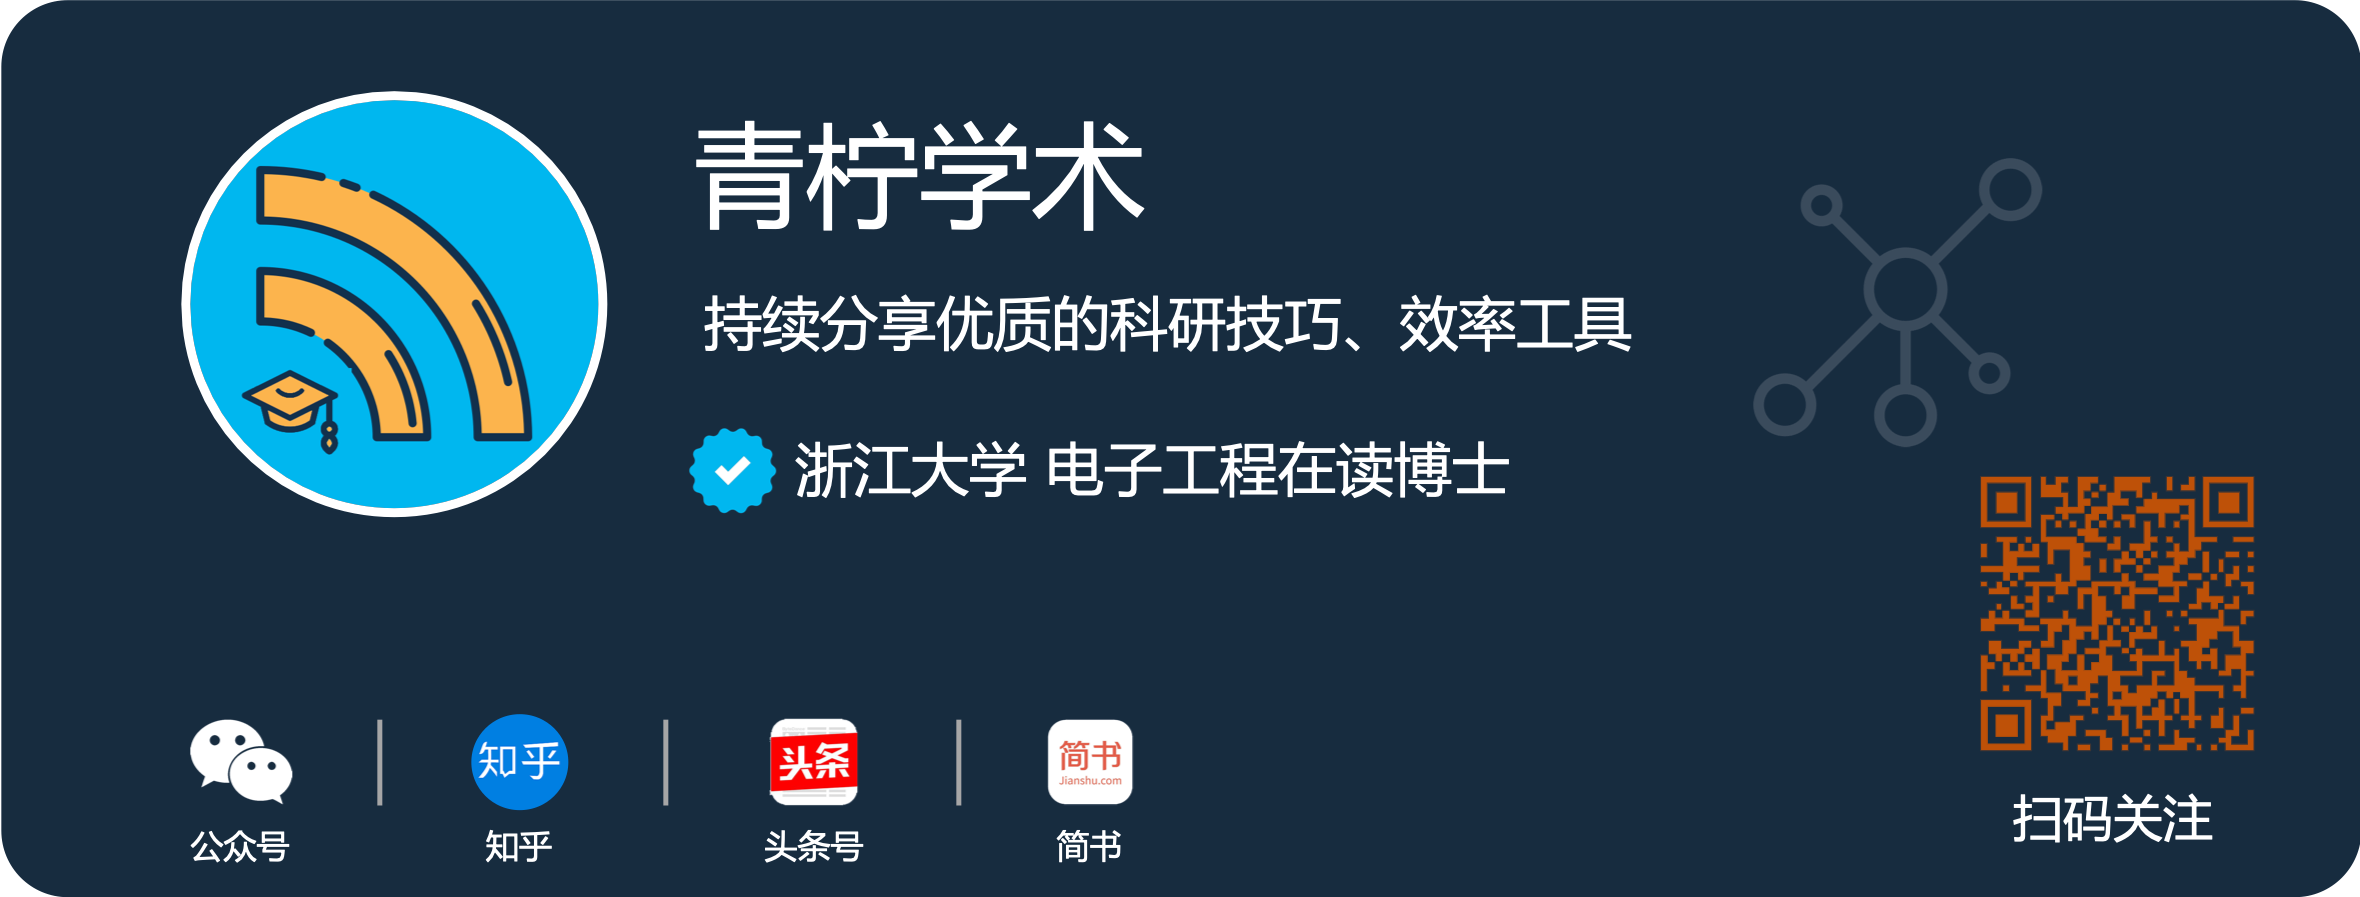 青柠学术
持续分享优质的科研技巧、效率工具
浙江大学 电子工程在读博士
知乎
头条
简书
Jianshu.com
公众号
知乎
头条号
简书
扫码关注